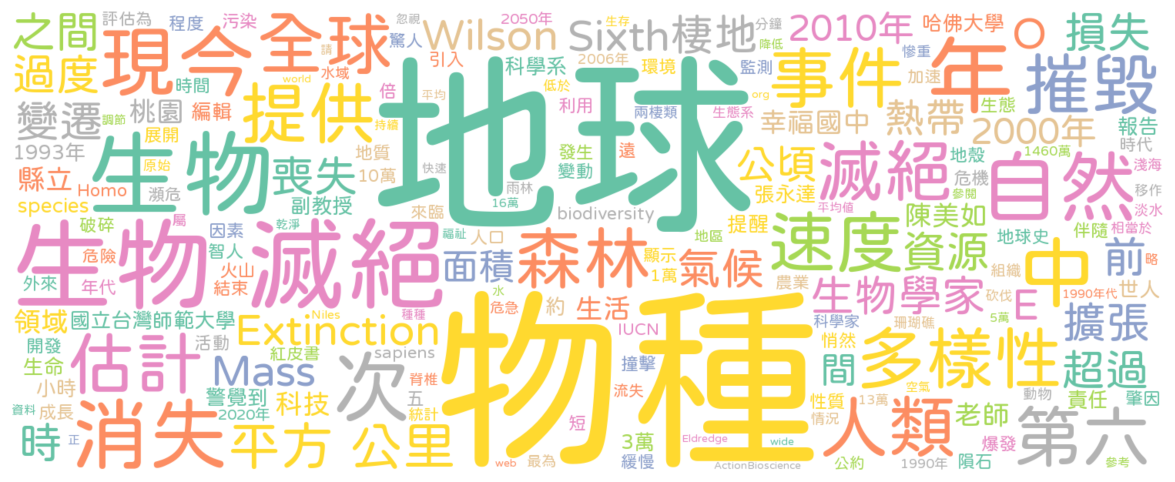 之間
評估為
程度
污染
忽視
2050年
Wilson
Sixth棲地
生存
分鐘
2010年
哈佛大學
O
損失
現今
全球
驚人
引入
科學系
2006年
環境
降低
監測
事件
慘重
加速
年
摧毀
過度
時間
水域
請
world
倍
低於
利用
兩棲類
生態系
org
生態
報告
變遷
桃園
編輯
提供
平均
持續
地球
幸福國中
熱帶
2000年
時代
1993年
展開
調節
生物
原始
地質
10萬
快速
發生
變動
遠
公頃
滅絕
地殼
危機
1460萬
自然
淺海
移作
淡水
縣立
Homo
瀕危
喪失
副教授
雨林
16萬
來臨
biodiversity
提醒
張永達
平均值
參閱
species
破碎
屬
乾淨
福祉
人口
地區
速度
陳美如
資源
地球史
伴隨
相當於
生物
因素
智人
滅絕
森林
顯示
1萬
氣候
農業
組織
中
前
略
世人
危險
火山
結束
面積
外來
年代
水
危急
約
生活
生物學家
E
砍伐
1990年代
5萬
領域
國立台灣師範大學
Extinction
Niles
種種
IUCN
科學家
珊瑚礁
擴張
開發
活動
估計
生命
紅皮書
Mass
次
sapiens
物種
撞擊
悄然
間
多樣性
超過
小時
警覺到
脊椎
五
流失
空氣
動物
責任
肇因
資料
成長
2020年
科技
統計
短
性質
13萬
情況
人類
老師
第六
時
正
消失
平方
公里
web
最為
3萬
緩慢
Eldredge
wide
ActionBioscience
公約
1990年
爆發
隕石
參考